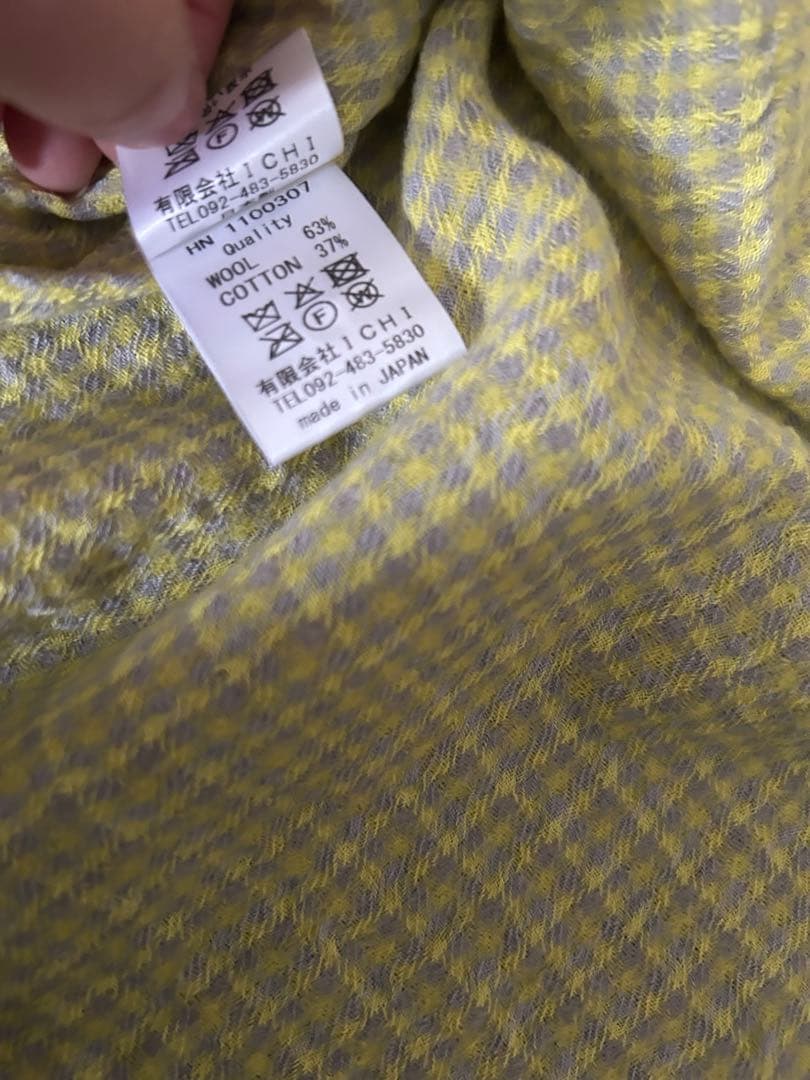 有限会社ICHI
TEL092-483-5830
HN 1100307
Quality
WOOL 63%
COTTON 37%
有限会社ICHI
TEL092-483-5830
made in JAPAN